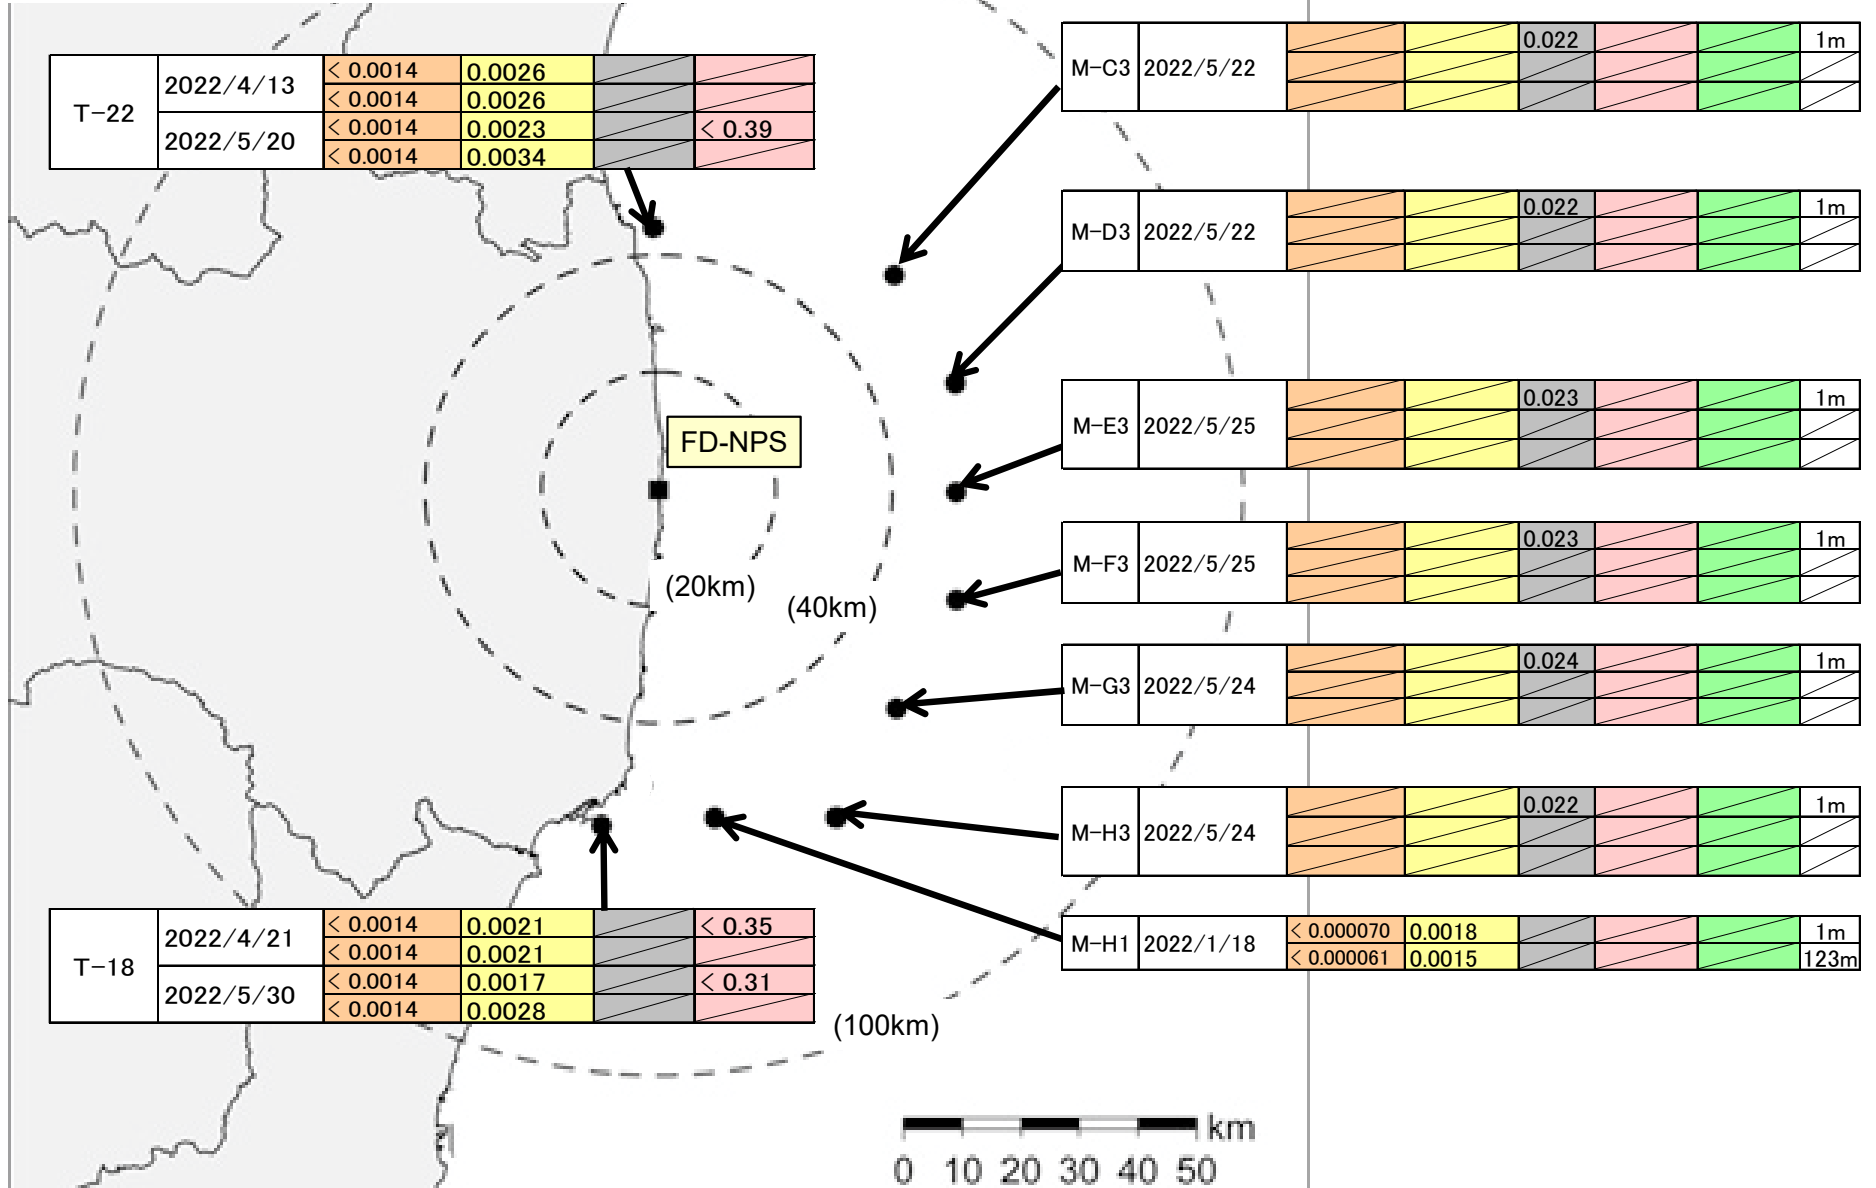 T-22
2022/4/13
< 0.0014 0.0026
< 0.0014 0.0026
2022/5/20
< 0.0014 0.0023 < 0.39
< 0.0014 0.0034
M-C3 2022/5/22 0.022 1m
M-D3 2022/5/22 0.022 1m
M-E3 2022/5/25 0.023 1m
FD-NPS
M-F3 2022/5/25 0.023 1m
(20km)
(40km)
M-G3 2022/5/24 0.024 1m
M-H3 2022/5/24 0.022 1m
M-H1 2022/1/18
< 0.000070 0.0018 1m
< 0.000061 0.0015 123m
T-18
2022/4/21
< 0.0014 0.0021 < 0.35
< 0.0014 0.0021
2022/5/30
< 0.0014 0.0017 < 0.31
< 0.0014 0.0028
(100km)
km
0 10 20 30 40 50